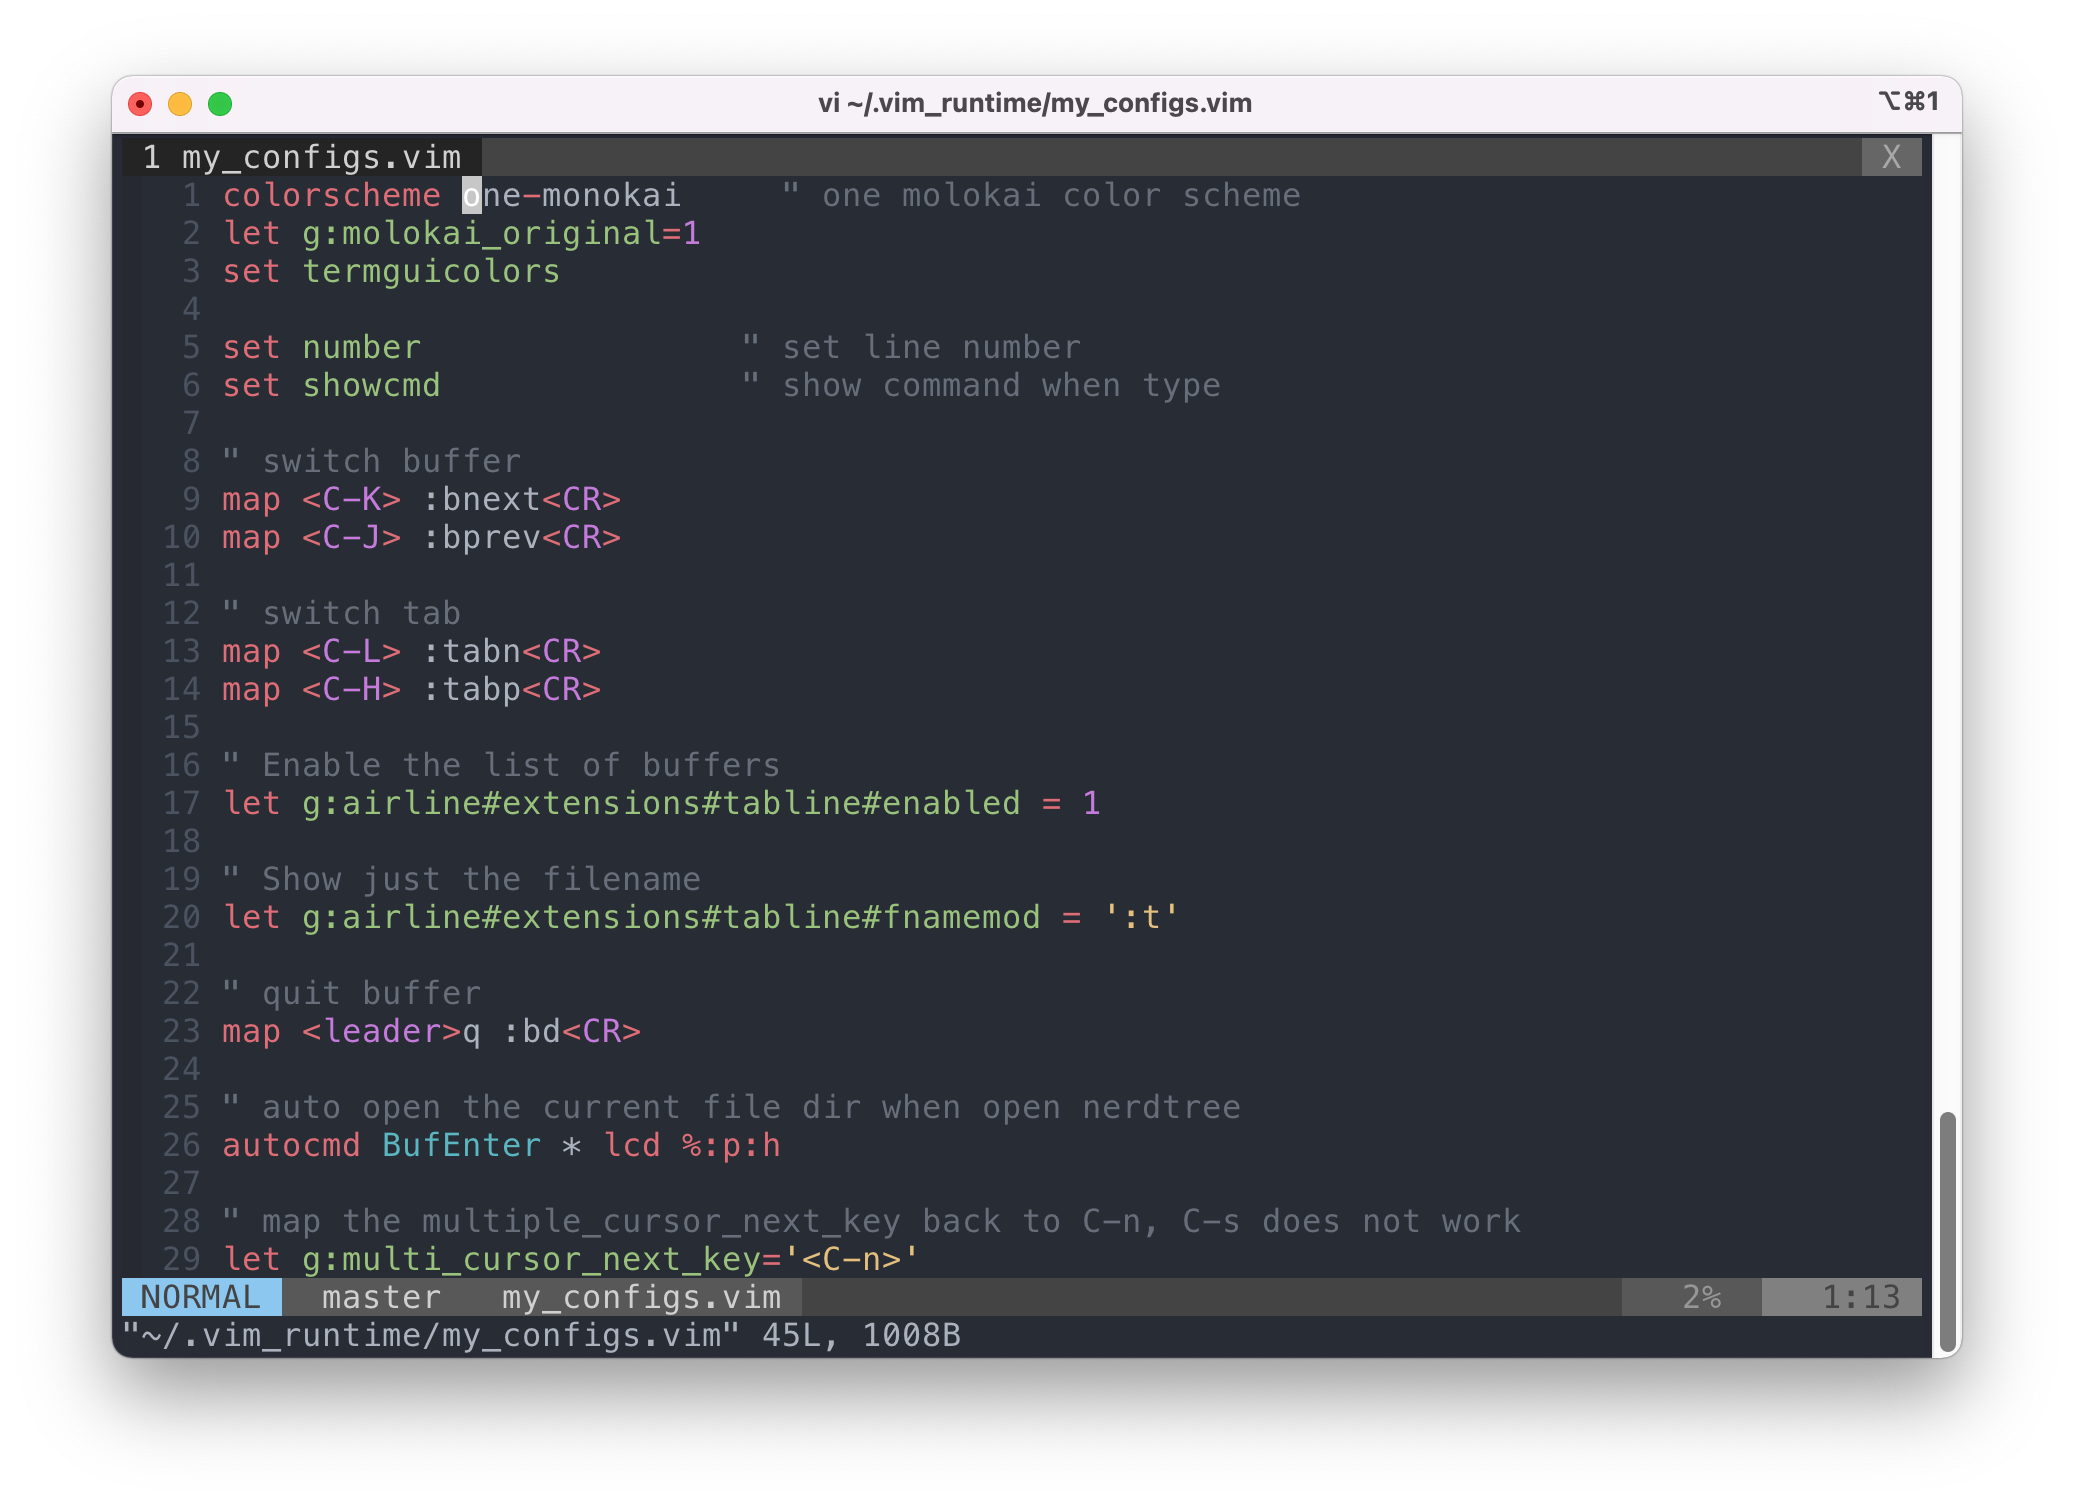 vi ~/.vim_runtime/my_configs.vim ⌥⌘1
1 my_configs.vim X
1 colorscheme one-monokai     " one molokai color scheme
2 let g:molokai_original=1
3 set termguicolors
4
5 set number                " set line number
6 set showcmd               " show command when type
7
8 " switch buffer
9 map <C-K> :bnext<CR>
10 map <C-J> :bprev<CR>
11
12 " switch tab
13 map <C-L> :tabn<CR>
14 map <C-H> :tabp<CR>
15
16 " Enable the list of buffers
17 let g:airline#extensions#tabline#enabled = 1
18
19 " Show just the filename
20 let g:airline#extensions#tabline#fnamemod = ':t'
21
22 " quit buffer
23 map <leader>q :bd<CR>
24
25 " auto open the current file dir when open nerdtree
26 autocmd BufEnter * lcd %:p:h
27
28 " map the multiple_cursor_next_key back to C-n, C-s does not work
29 let g:multi_cursor_next_key='<C-n>'
NORMAL master my_configs.vim 2% 1:13
"~/.vim_runtime/my_configs.vim" 45L, 1008B